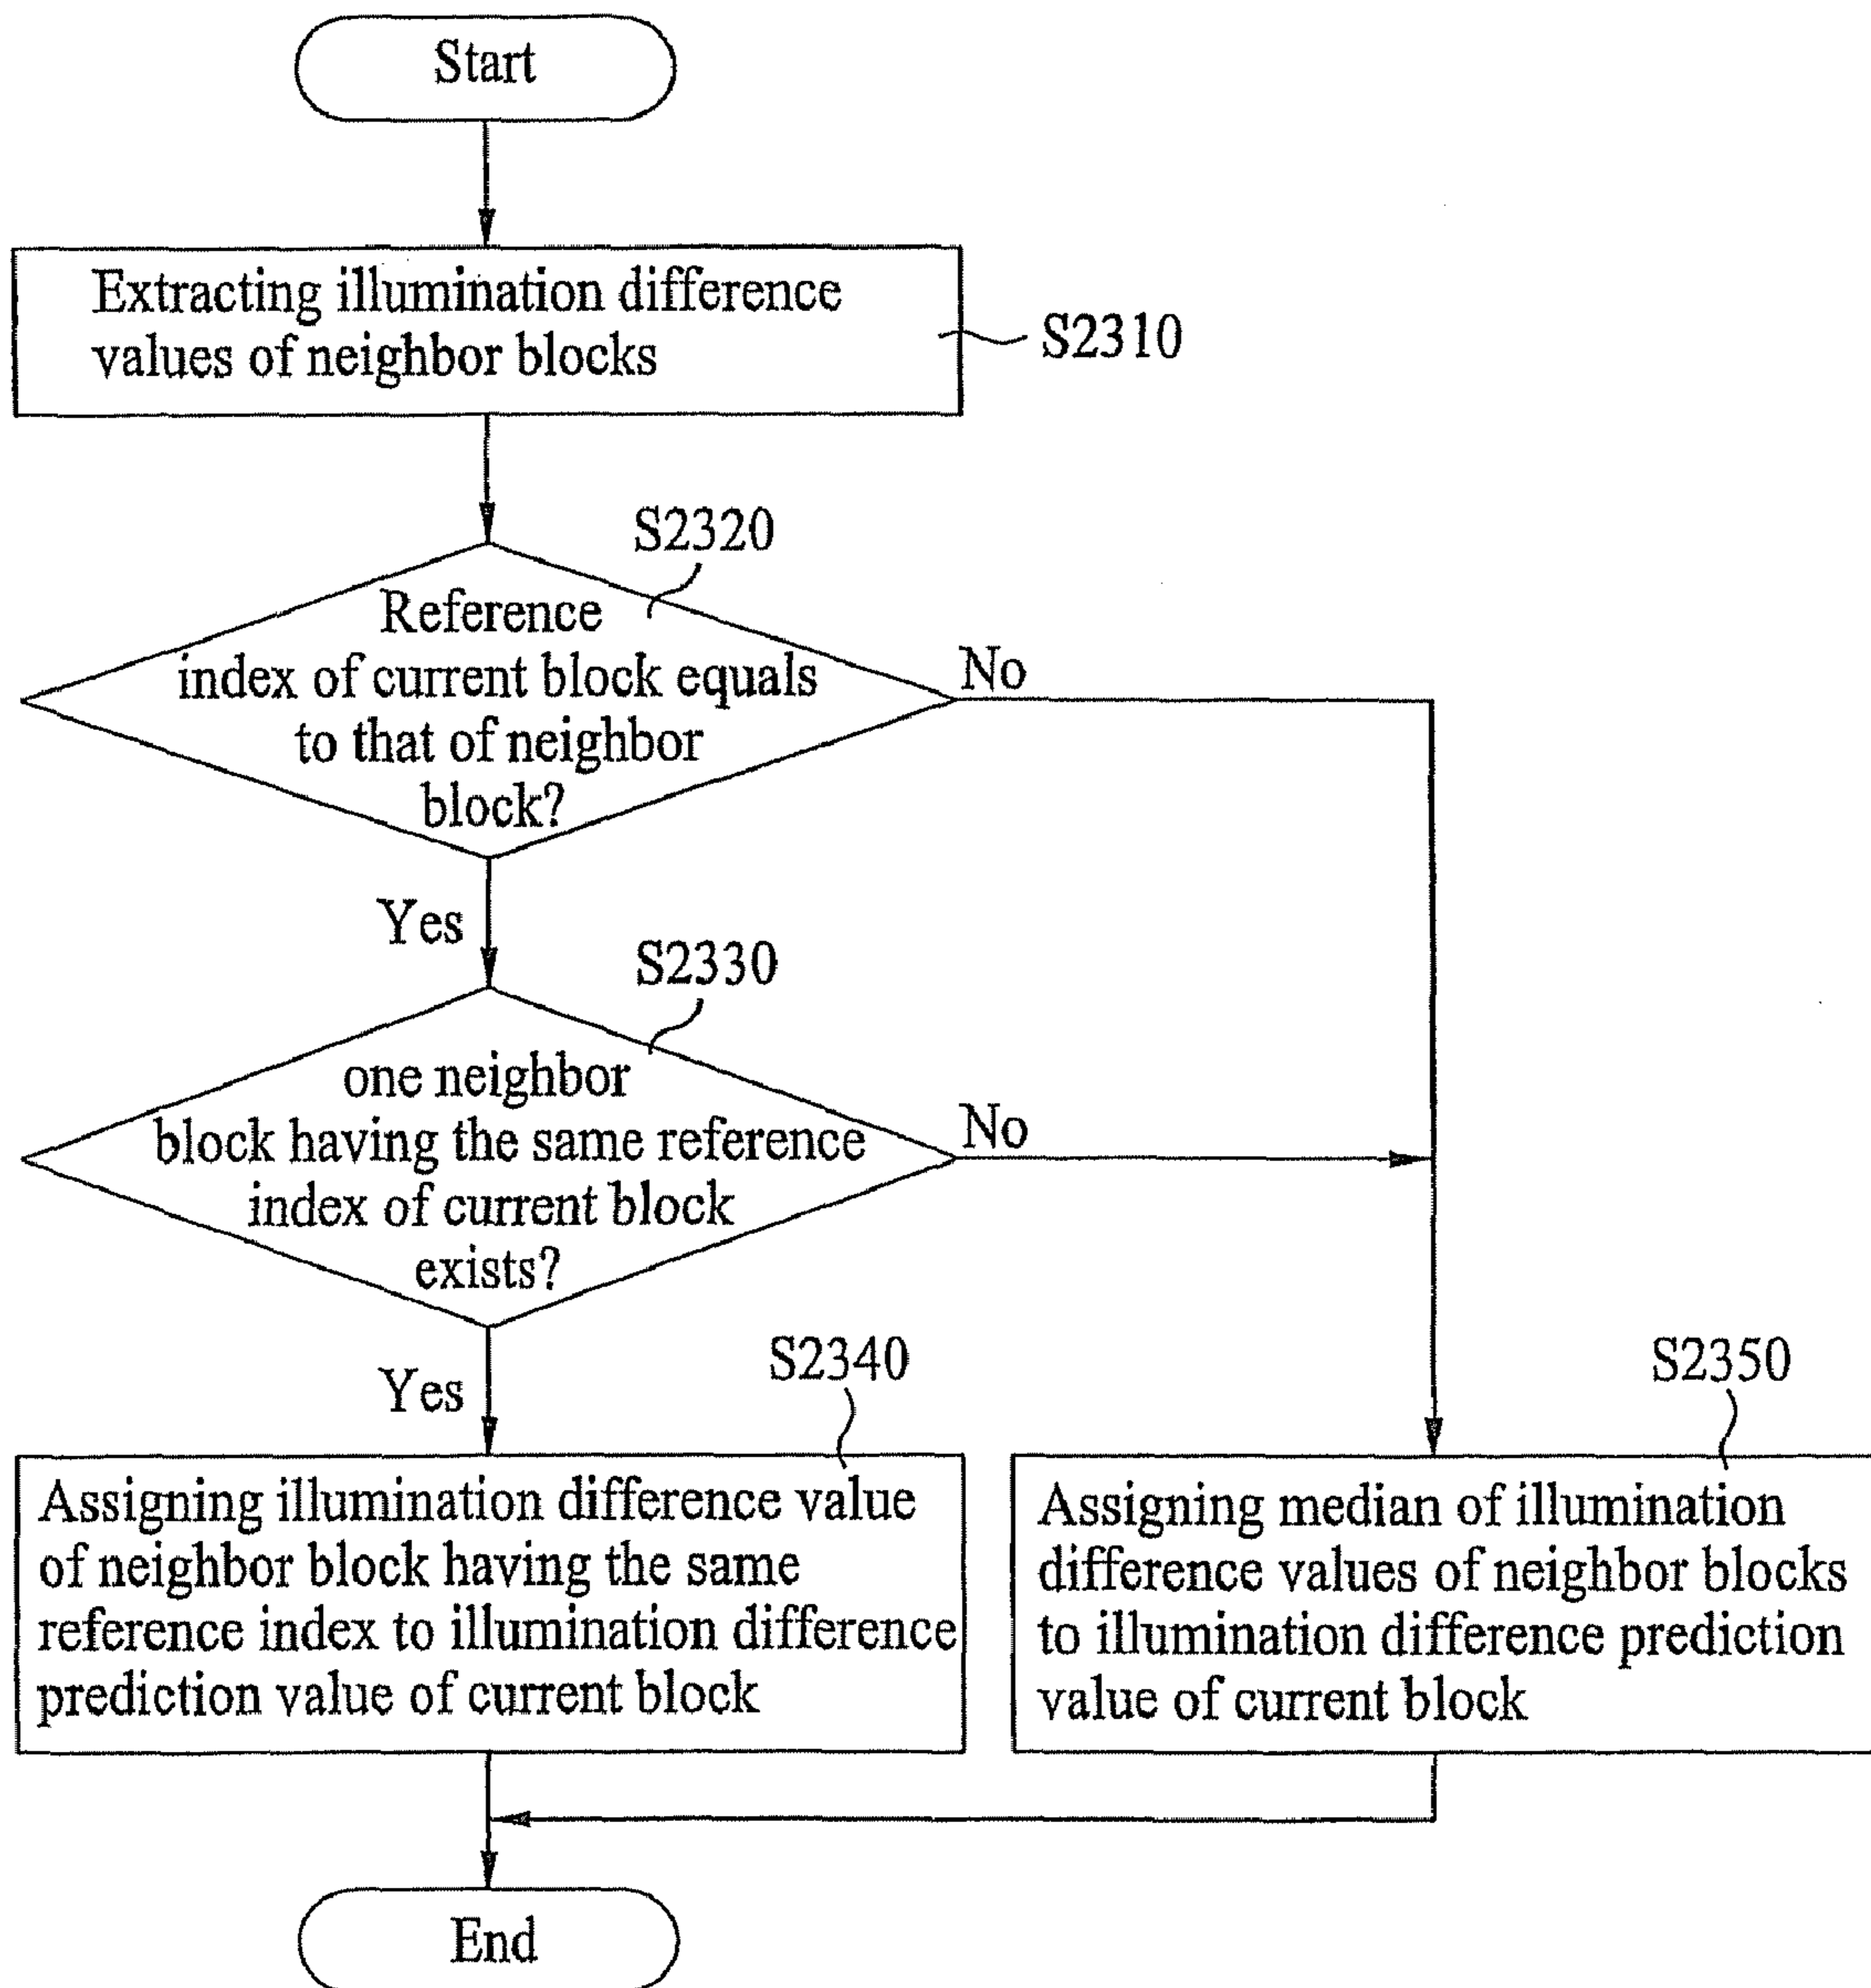 Start
Extracting illumination difference
values of neighbor blocks
S2310
S2320
Reference
index of current block equals
to that of neighbor
block?
No
Yes
S2330
one neighbor
block having the same reference
index of current block
exists?
No
Yes
S2340
Assigning illumination difference value
of neighbor block having the same
reference index to illumination difference
prediction value of current block
S2350
Assigning median of illumination
difference values of neighbor blocks
to illumination difference prediction
value of current block
End